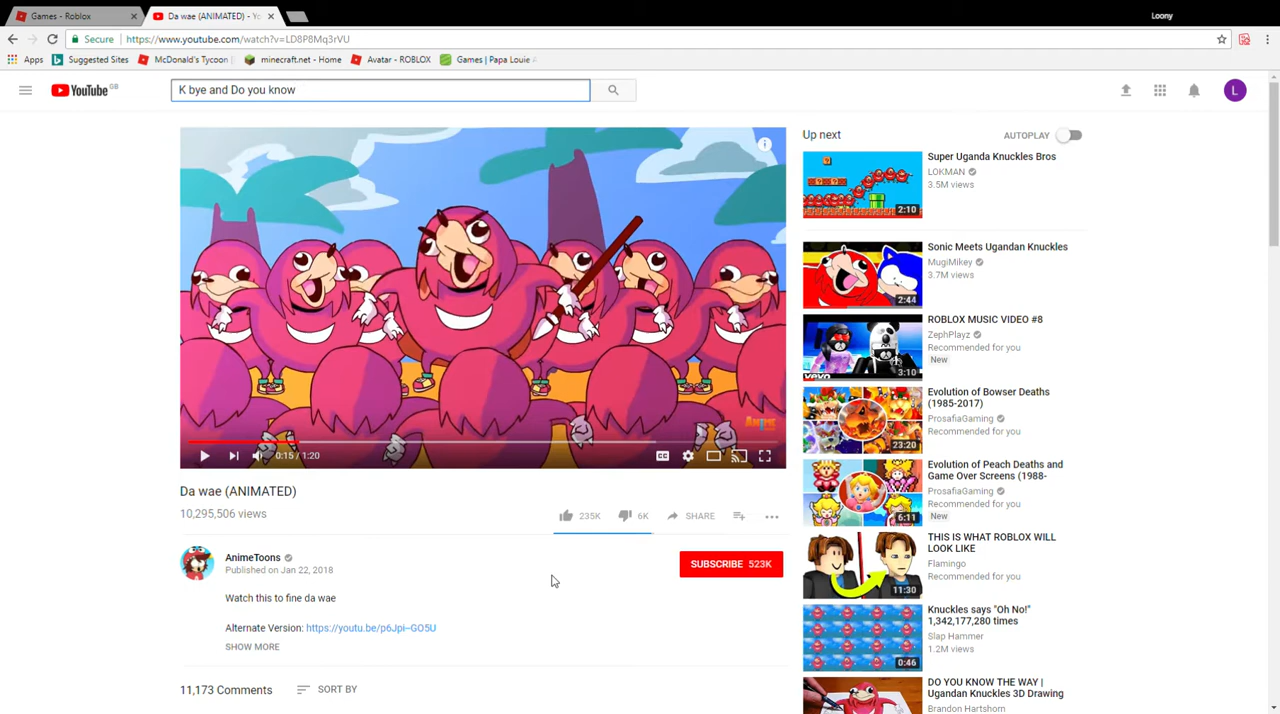 Games - Roblox
Da wae (ANIMATED) - Yo
Loony
Secure
https://www.youtube.com/watch?v=LD8P8Mq3rVU
Apps
Suggested Sites
McDonald's Tycoon
minecraft.net - Home
Avatar - ROBLOX
Games | Papa Louie
YouTube GB
K bye and Do you know
L
Up next
AUTOPLAY
2:10
Super Uganda Knuckles Bros
LOKMAN
3.5M views
2:44
Sonic Meets Ugandan Knuckles
MugiMikey
3.7M views
vevo
3:10
ROBLOX MUSIC VIDEO #8
ZephPlayz
Recommended for you
New
23:20
Evolution of Bowser Deaths
(1985-2017)
ProsafiaGaming
Recommended for you
6:11
Evolution of Peach Deaths and
Game Over Screens (1988-
ProsafiaGaming
New
11:30
THIS IS WHAT ROBLOX WILL
LOOK LIKE
Flamingo
Recommended for you
0:46
Knuckles says "Oh No!"
1,342,177,280 times
Slap Hammer
1.2M views
DO YOU KNOW THE WAY |
Ugandan Knuckles 3D Drawing
Brandon Hartshorn
ANIME
0:15 / 1:20
CC
Da wae (ANIMATED)
10,295,506 views
235K
6K
SHARE
AnimeToons
Published on Jan 22, 2018
SUBSCRIBE 523K
Watch this to fine da wae
Alternate Version: https://youtu.be/p6Jpi-GO5U
SHOW MORE
11,173 Comments
SORT BY